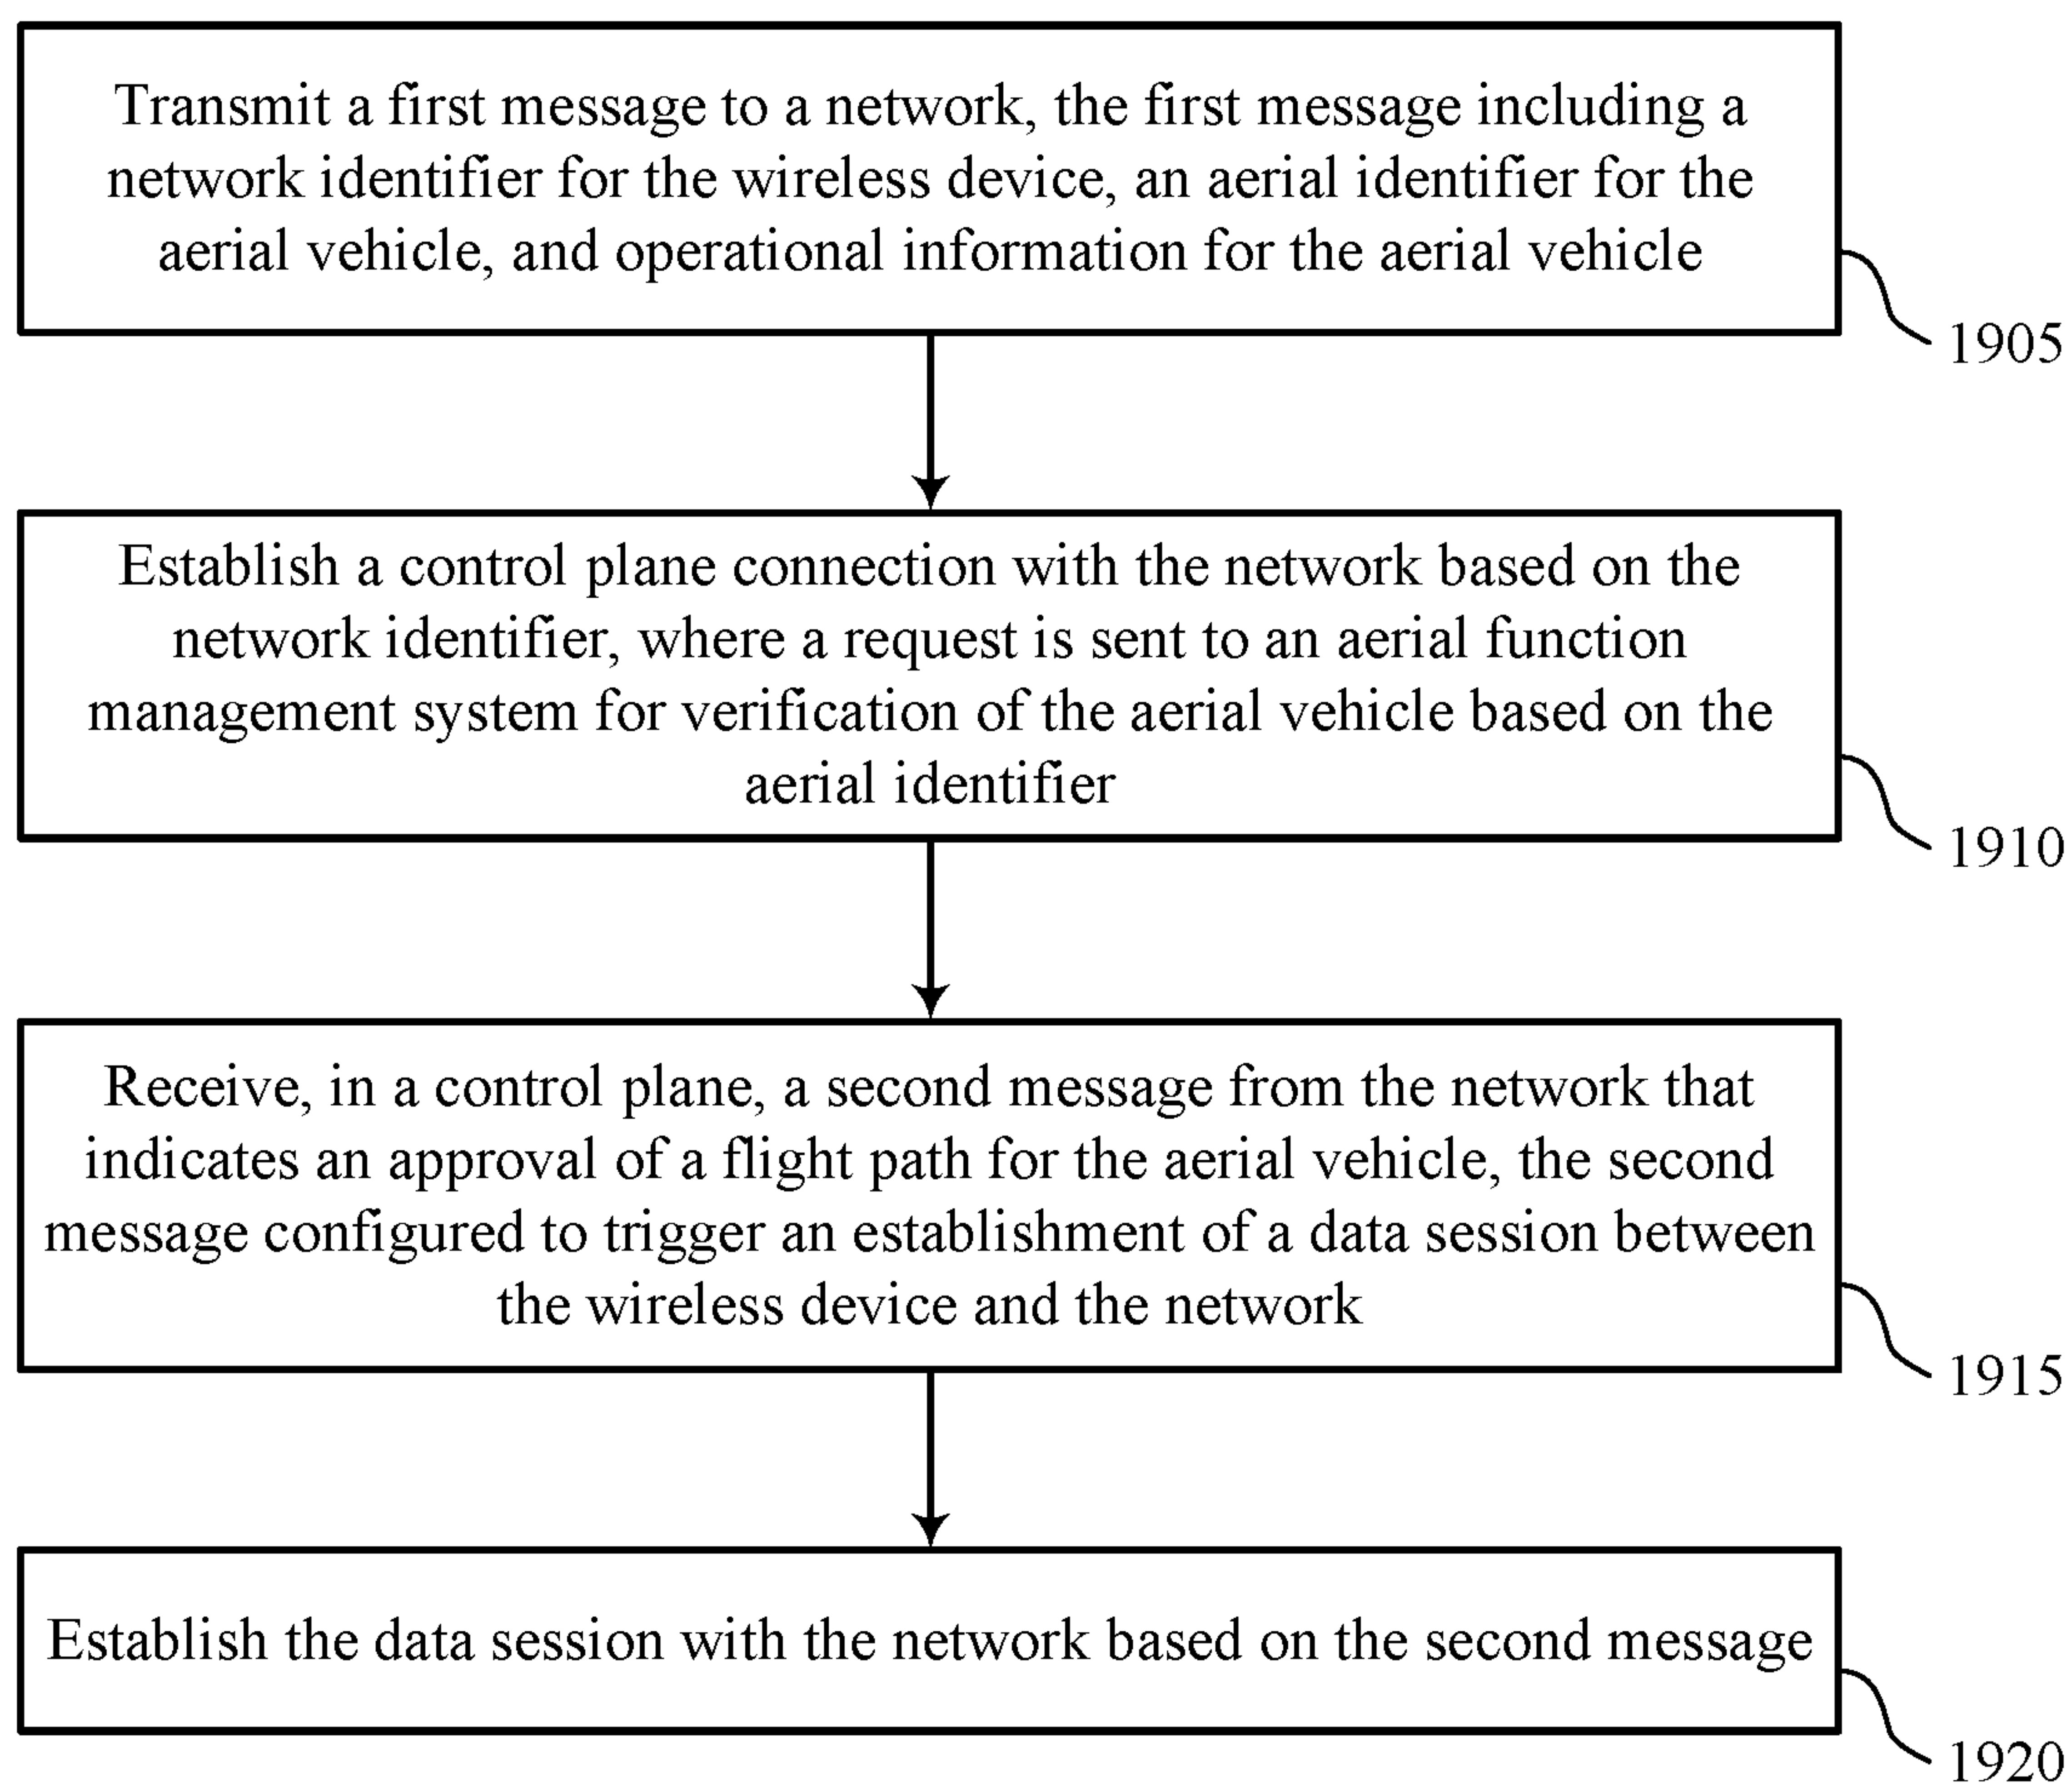 Transmit a first message to a network, the first message including a
network identifier for the wireless device, an aerial identifier for the
aerial vehicle, and operational information for the aerial vehicle
1905
Establish a control plane connection with the network based on the
network identifier, where a request is sent to an aerial function
management system for verification of the aerial vehicle based on the
aerial identifier
1910
Receive, in a control plane, a second message from the network that
indicates an approval of a flight path for the aerial vehicle, the second
message configured to trigger an establishment of a data session between
the wireless device and the network
1915
Establish the data session with the network based on the second message
1920